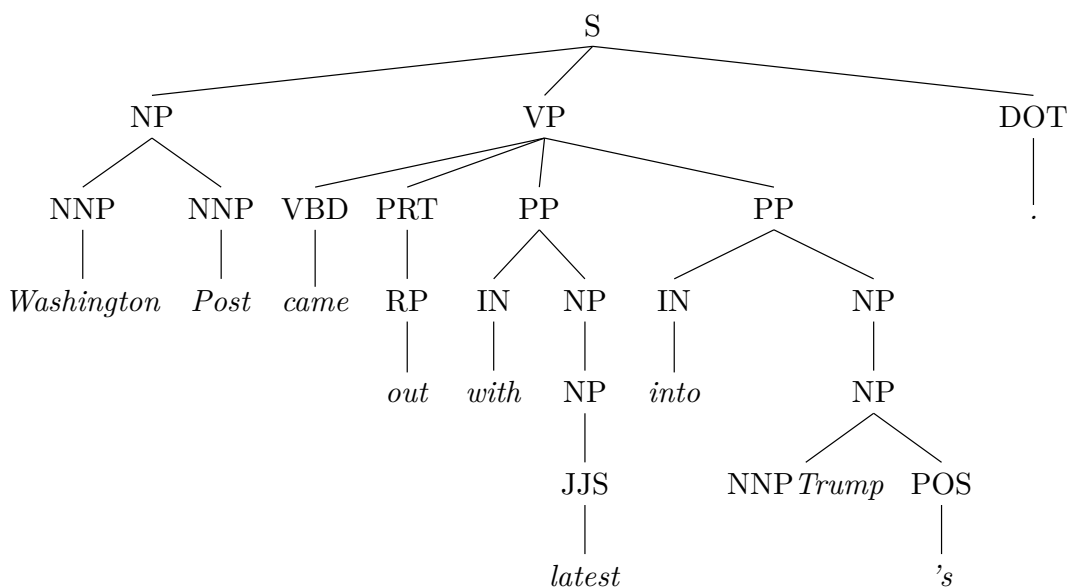 S
NP VP DOT
NNP NNP VBD PRT PP PP .
Washington Post came RP IN NP IN NP
out with NP into NP
JJS NNP Trump POS
latest 's